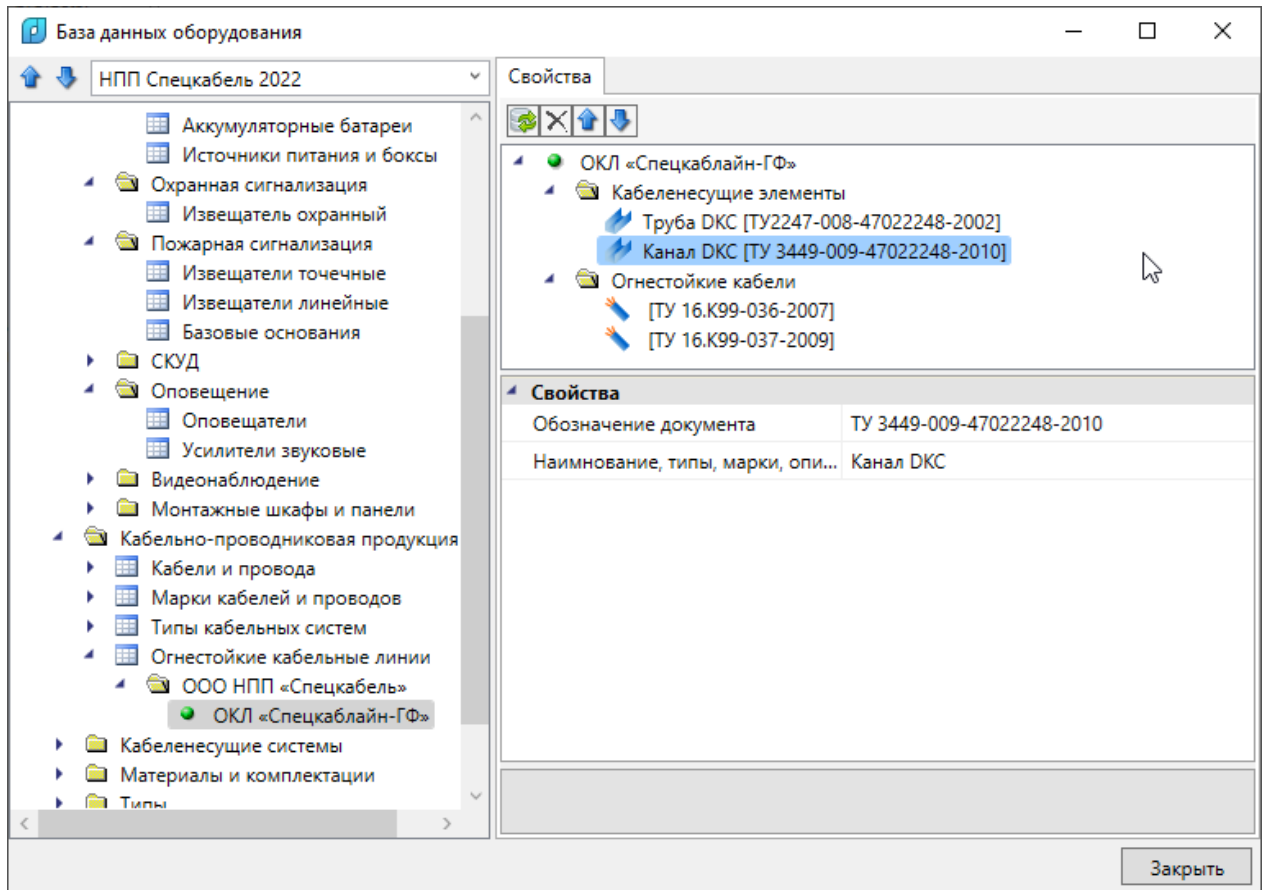 База данных оборудования
НПП Спецкабель 2022
Аккумуляторные батареи
Источники питания и боксы
Охранная сигнализация
Извещатель охранный
Пожарная сигнализация
Извещатели точечные
Извещатели линейные
Базовые основания
СКУД
Оповещение
Оповещатели
Усилители звуковые
Видеонаблюдение
Монтажные шкафы и панели
Кабельно-проводниковая продукция
Кабели и провода
Марки кабелей и проводов
Типы кабельных систем
Огнестойкие кабельные линии
ООО НПП «Спецкабель»
ОКЛ «Спецкаблайн-ГФ»
Кабеленесущие системы
Материалы и комплектации
Типы
Свойства
ОКЛ «Спецкаблайн-ГФ»
Кабеленесущие элементы
Труба DКС [ТУ2247-008-47022248-2002]
Канал DКС [ТУ 3449-009-47022248-2010]
Огнестойкие кабели
[ТУ 16.К99-036-2007]
[ТУ 16.К99-037-2009]
Свойства
Обозначение документа ТУ 3449-009-47022248-2010
Наимнование, типы, марки, опи... Канал DКС
Закрыть